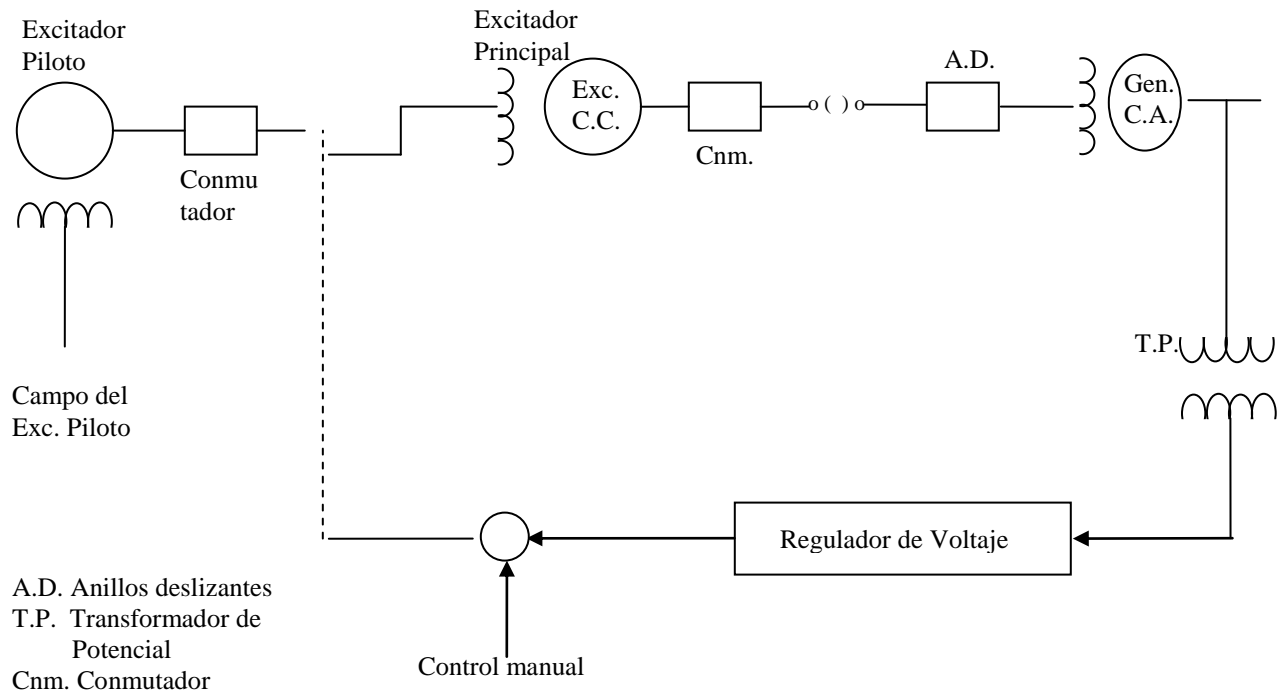 Excitador
Piloto
Excitador
Principal
A.D.
Exc.
C.C.
Gen.
C.A.
o ( ) o
Cnm.
Conmu
tador
T.P.
Campo del
Exc. Piloto
Regulador de Voltaje
A.D. Anillos deslizantes
T.P. Transformador de
Potencial
Cnm. Conmutador
Control manual